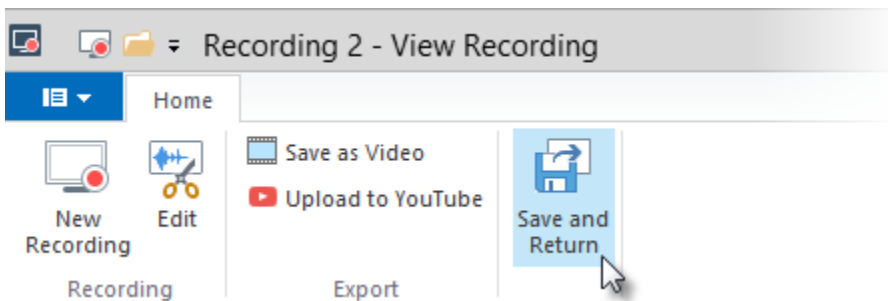 Recording 2 - View Recording
Home
Save as Video
Upload to YouTube
New
Recording
Edit
Save and
Return
Recording
Export